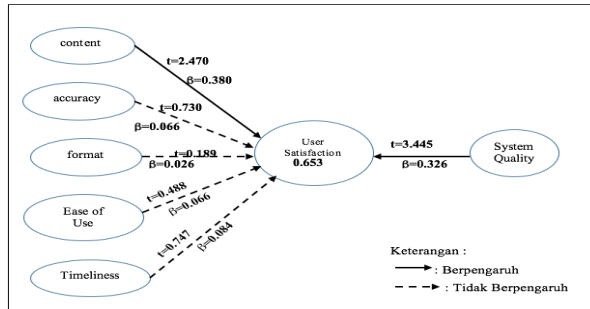 content
t=2.470
β=0.380
accuracy
t=0.730
β=0.066
format
t=0.189
β=0.026
Ease of
Use
t=0.488
β=0.066
Timeliness
t=0.747
β=0.084
User
Satisfaction
0.653
t=3.445
β=0.326
System
Quality
Keterangan :
: Berpengaruh
: Tidak Berpengaruh